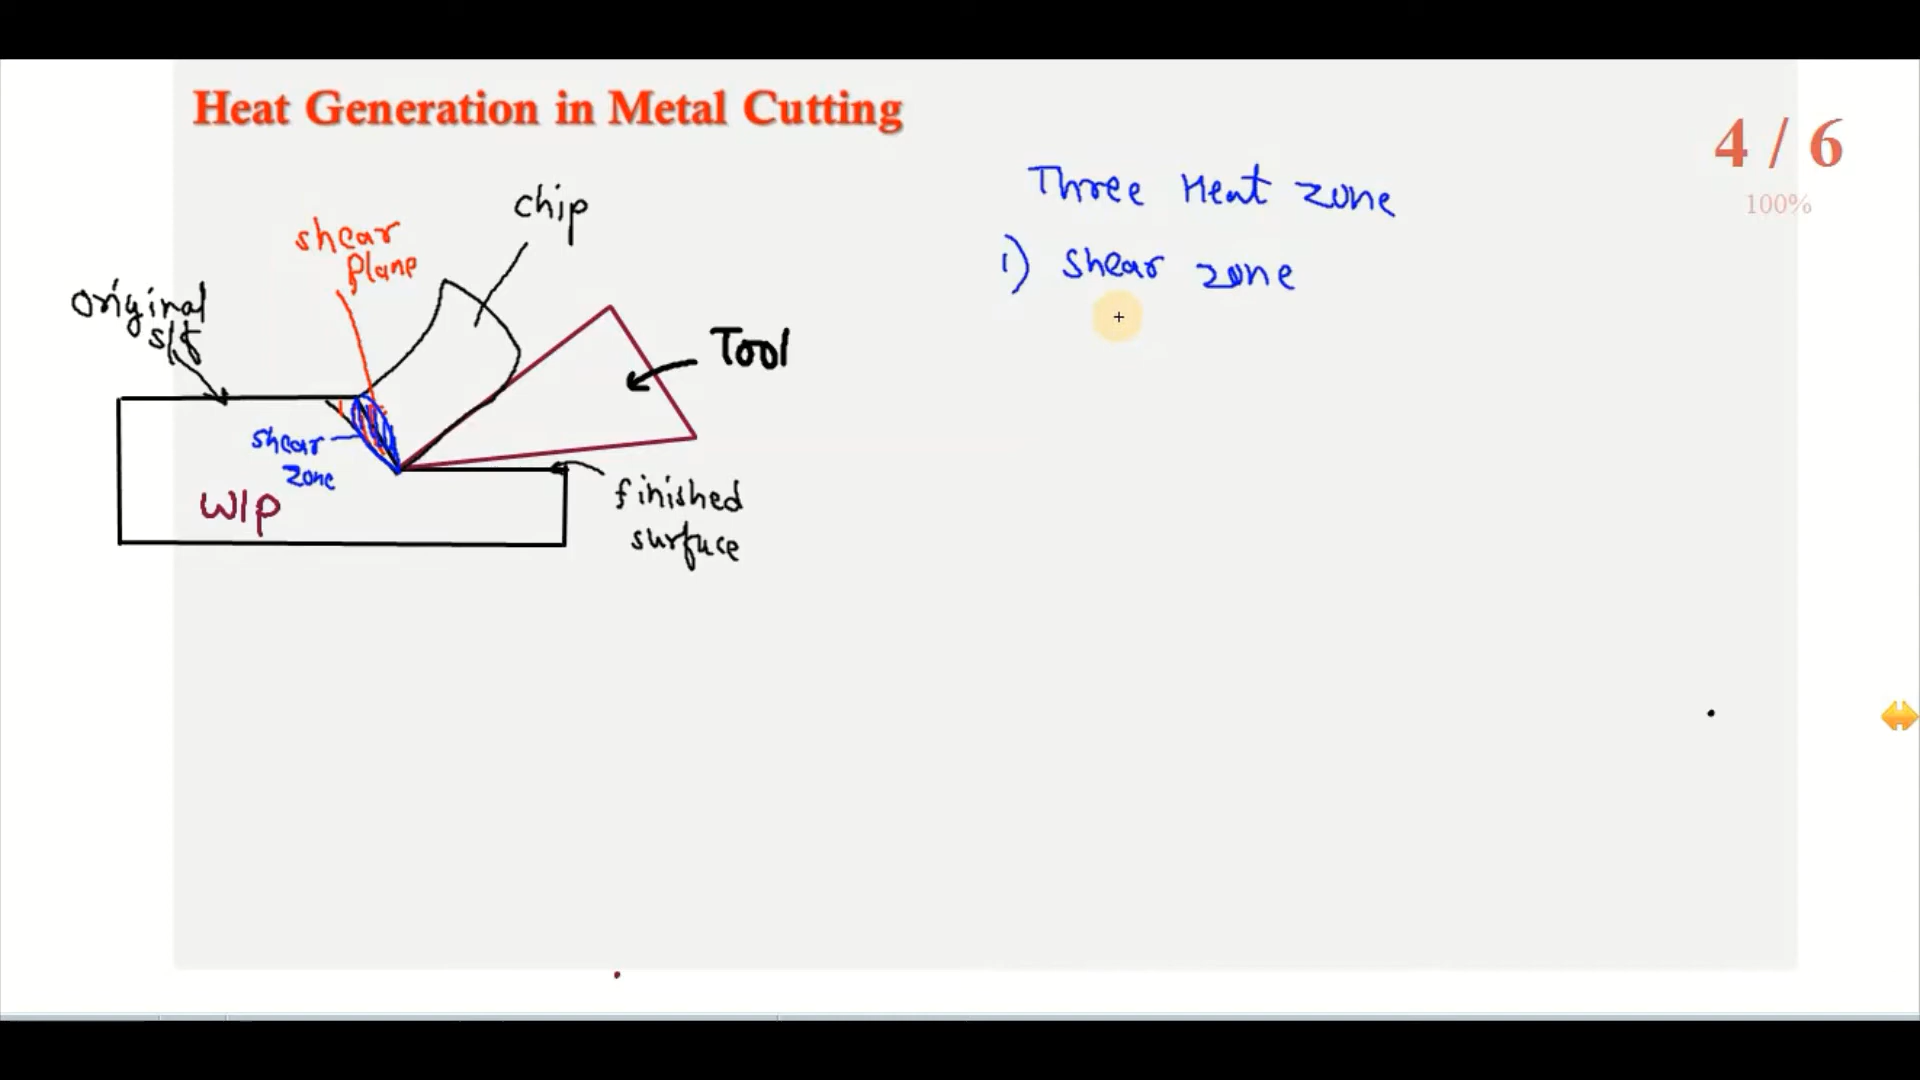 Heat Generation in Metal Cutting
4 / 6
100%
Three Heat zone
1) Shear zone
chip
shear
plane
original
s/f
Tool
shear
zone
W/P
finished
surface